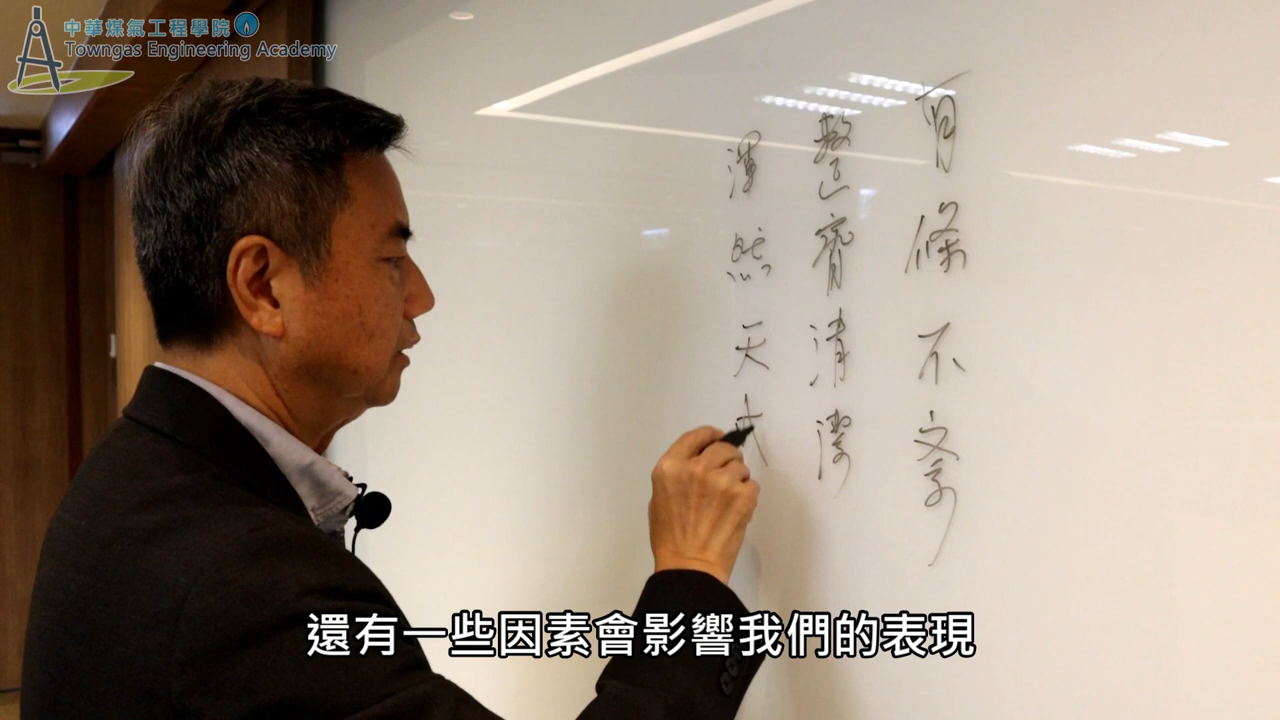 中華煤氣工程學院
Towngas Engineering Academy
有條不紊
整齊清潔
渾然天成
還有一些因素會影響我們的表現